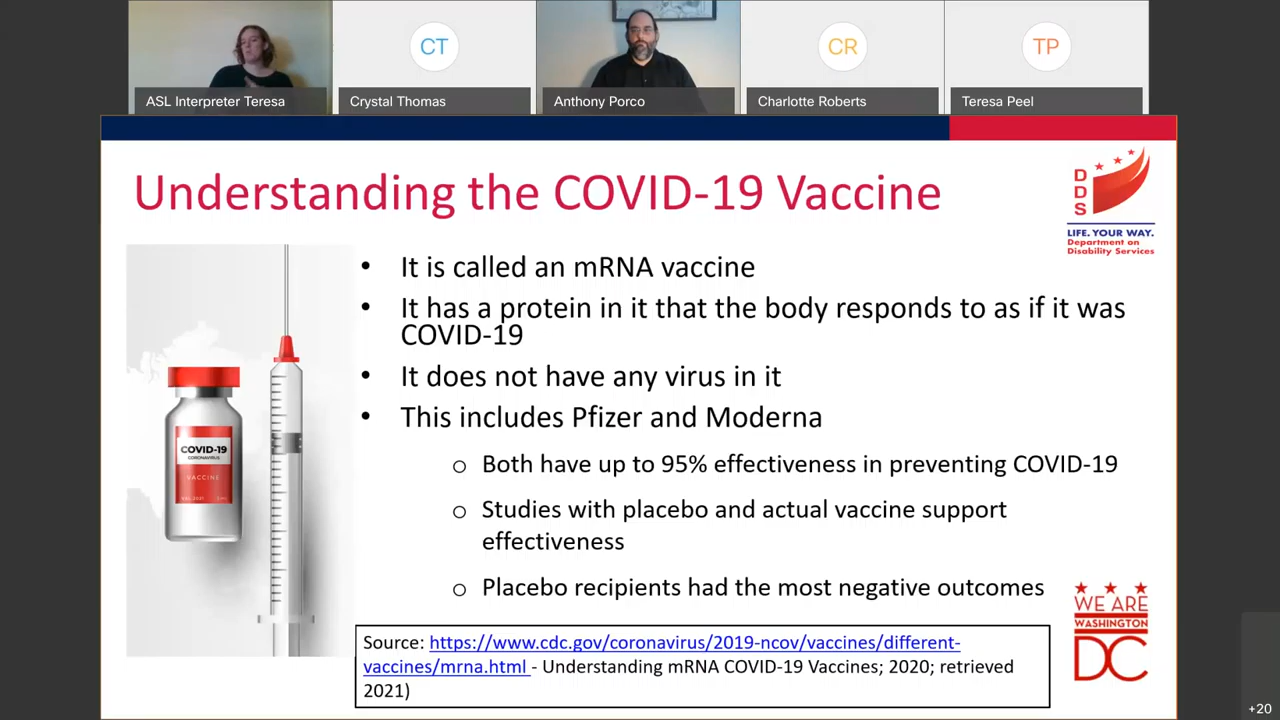 CT
CR
TP
ASL Interpreter Teresa
Crystal Thomas
Anthony Porco
Charlotte Roberts
Teresa Peel
Understanding the COVID-19 Vaccine
DDS
LIFE. YOUR WAY.
Department on
Disability Services
• It is called an mRNA vaccine
• It has a protein in it that the body responds to as if it was
COVID-19
• It does not have any virus in it
• This includes Pfizer and Moderna
o Both have up to 95% effectiveness in preventing COVID-19
o Studies with placebo and actual vaccine support
effectiveness
o Placebo recipients had the most negative outcomes
COVID-19
CORONAVIRUS
VACCINE
Source: https://www.cdc.gov/coronavirus/2019-ncov/vaccines/different-
vaccines/mrna.html - Understanding mRNA COVID-19 Vaccines; 2020; retrieved
2021)
WE ARE
WASHINGTON
DC
+20